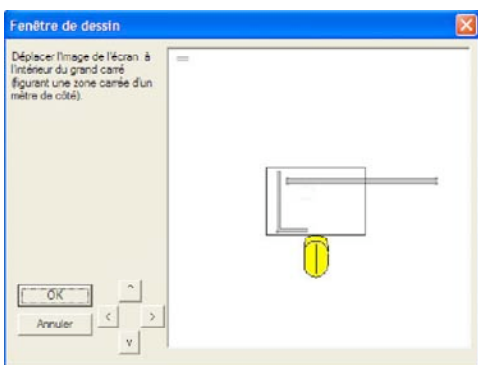 Fenêtre de dessin
Déplacer l'image de l'écran à
l'intérieur du grand carré
(figurant une zone carrée d'un
mètre de côté).
OK
^
Annuler
<
>
v